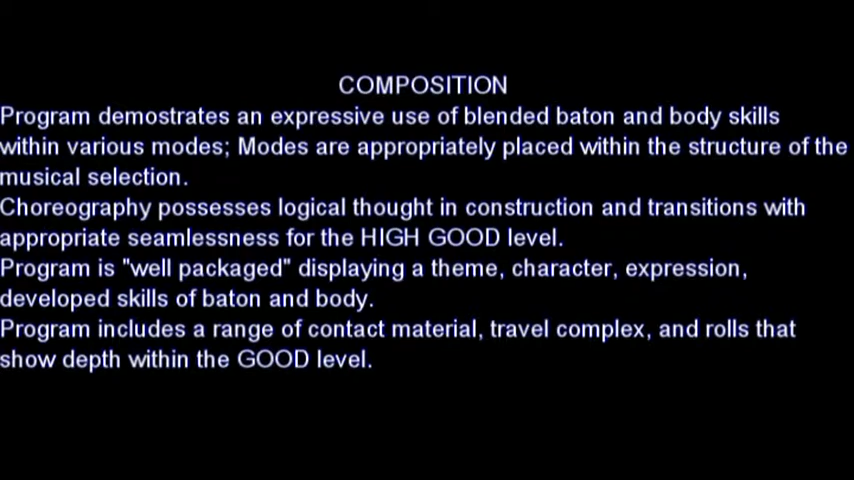 COMPOSITION
Program demostrates an expressive use of blended baton and body skills
within various modes; Modes are appropriately placed within the structure of the
musical selection.
Choreography possesses logical thought in construction and transitions with
appropriate seamlessness for the HIGH GOOD level.
Program is "well packaged" displaying a theme, character, expression,
developed skills of baton and body.
Program includes a range of contact material, travel complex, and rolls that
show depth within the GOOD level.